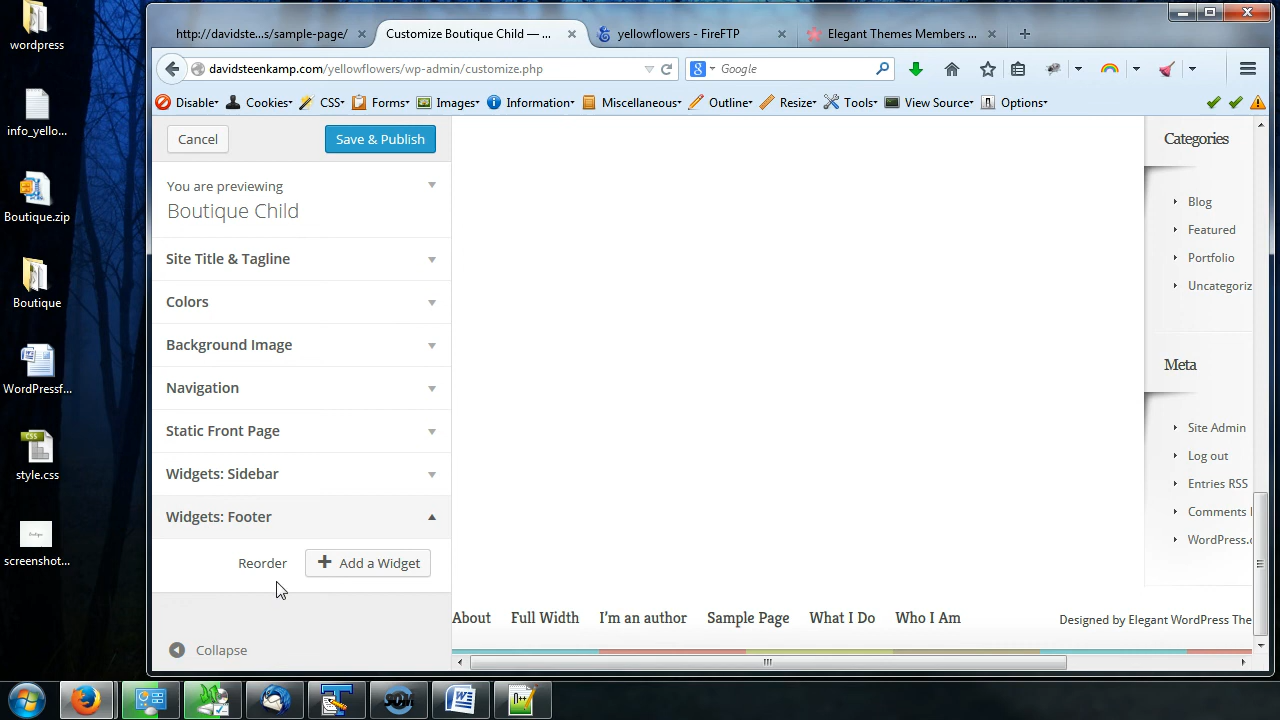 wordpress
info_yello...
Boutique.zip
Boutique
WordPressf...
CSS
style.css
Boutique
screenshot...
http://davidste...s/sample-page/
Customize Boutique Child — ...
yellowflowers - FireFTP
Elegant Themes Members ...
davidsteenkamp.com/yellowflowers/wp-admin/customize.php
Google
Disable
Cookies
CSS
Forms
Images
Information
Miscellaneous
Outline
Resize
Tools
View Source
Options
Cancel
Save & Publish
You are previewing
Boutique Child
Site Title & Tagline
Colors
Background Image
Navigation
Static Front Page
Widgets: Sidebar
Widgets: Footer
Reorder
Add a Widget
Collapse
Categories
Blog
Featured
Portfolio
Uncategoriz
Meta
Site Admin
Log out
Entries RSS
Comments
WordPress.
About Full Width I'm an author Sample Page What I Do Who I Am
Designed by Elegant WordPress The